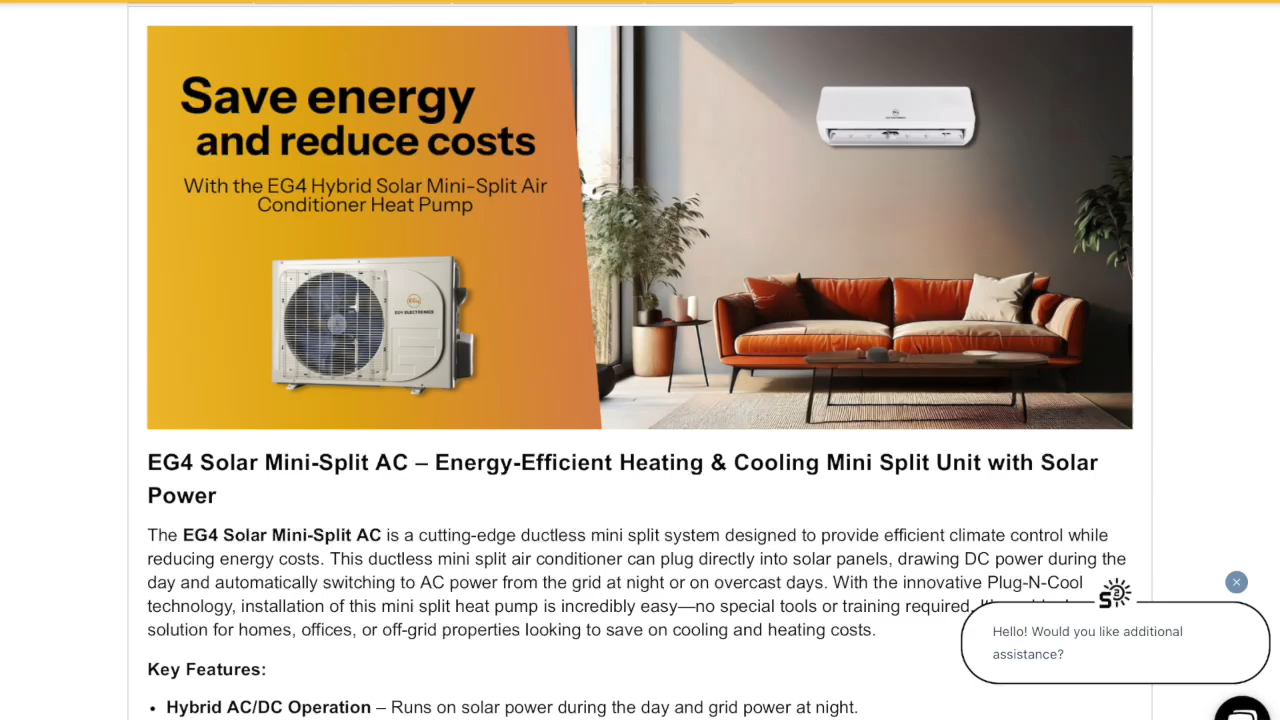 Save energy
and reduce costs
With the EG4 Hybrid Solar Mini-Split Air
Conditioner Heat Pump
EG4
EG4 ELECTRONICS
EG4 Solar Mini-Split AC – Energy-Efficient Heating & Cooling Mini Split Unit with Solar
Power
The EG4 Solar Mini-Split AC is a cutting-edge ductless mini split system designed to provide efficient climate control while
reducing energy costs. This ductless mini split air conditioner can plug directly into solar panels, drawing DC power during the
day and automatically switching to AC power from the grid at night or on overcast days. With the innovative Plug-N-Cool
technology, installation of this mini split heat pump is incredibly easy—no special tools or training required.
solution for homes, offices, or off-grid properties looking to save on cooling and heating costs.
S2
Hello! Would you like additional
assistance?
Key Features:
• Hybrid AC/DC Operation – Runs on solar power during the day and grid power at night.